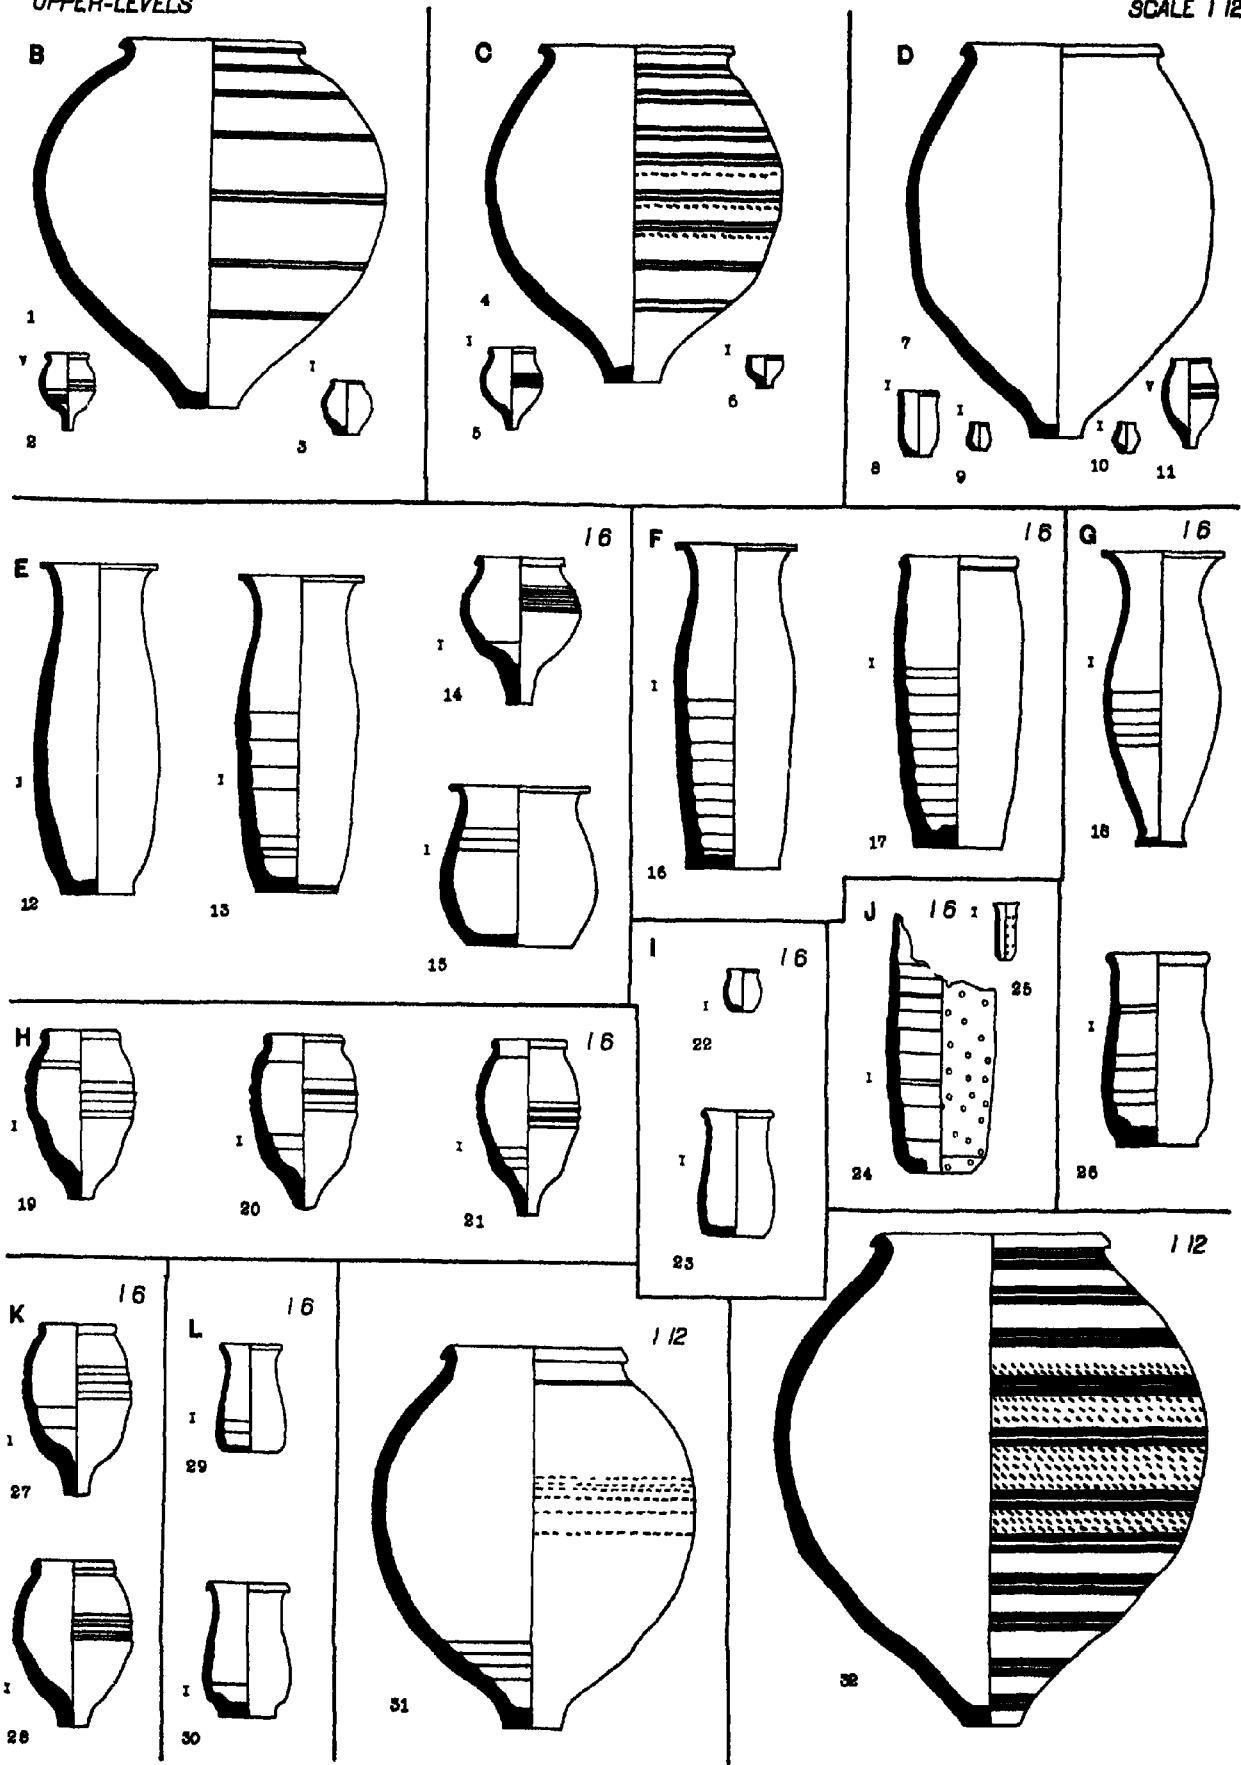 UPPER-LEVELS
SCALE 1 12
B
C
D
1
4
7
V
I
I
I
I
I
I
V
2
3
5
6
8
9
10
11
E
1 6
F
1 6
G
1 6
I
14
I
I
I
I
I
I
12
13
15
16
17
18
H
1 6
I
1 6
J
1 6
I
25
I
22
I
I
I
I
I
I
19
20
21
23
24
26
K
1 6
L
1 6
1 12
1 12
I
I
27
29
I
I
28
30
31
32